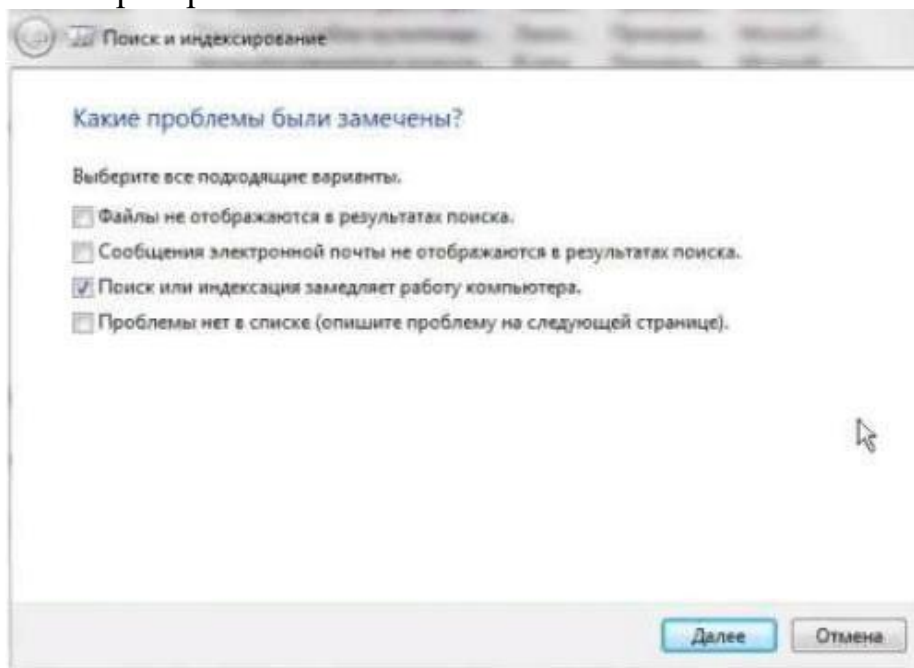 Поиск и индексирование
Какие проблемы были замечены?
Выберите все подходящие варианты.
Файлы не отображаются в результатах поиска.
Сообщения электронной почты не отображаются в результатах поиска.
Поиск или индексация замедляет работу компьютера.
Проблемы нет в списке (опишите проблему на следующей странице).
Далее Отмена